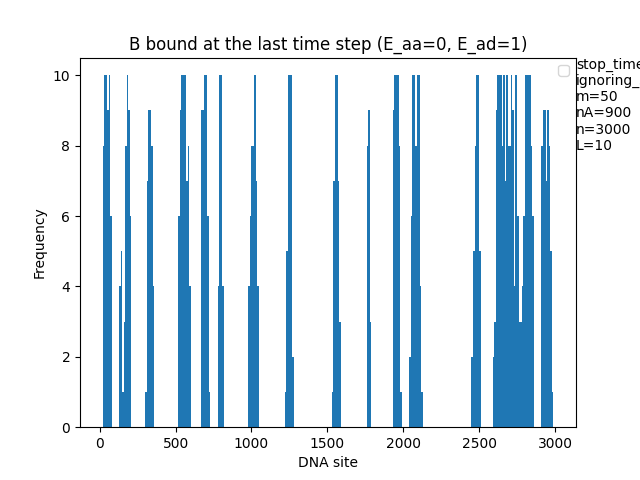 B bound at the last time step (E_aa=0, E_ad=1)
stop_time
ignoring_
m=50
nA=900
n=3000
L=10
10
8
6
4
2
0
Frequency
0 500 1000 1500 2000 2500 3000
DNA site